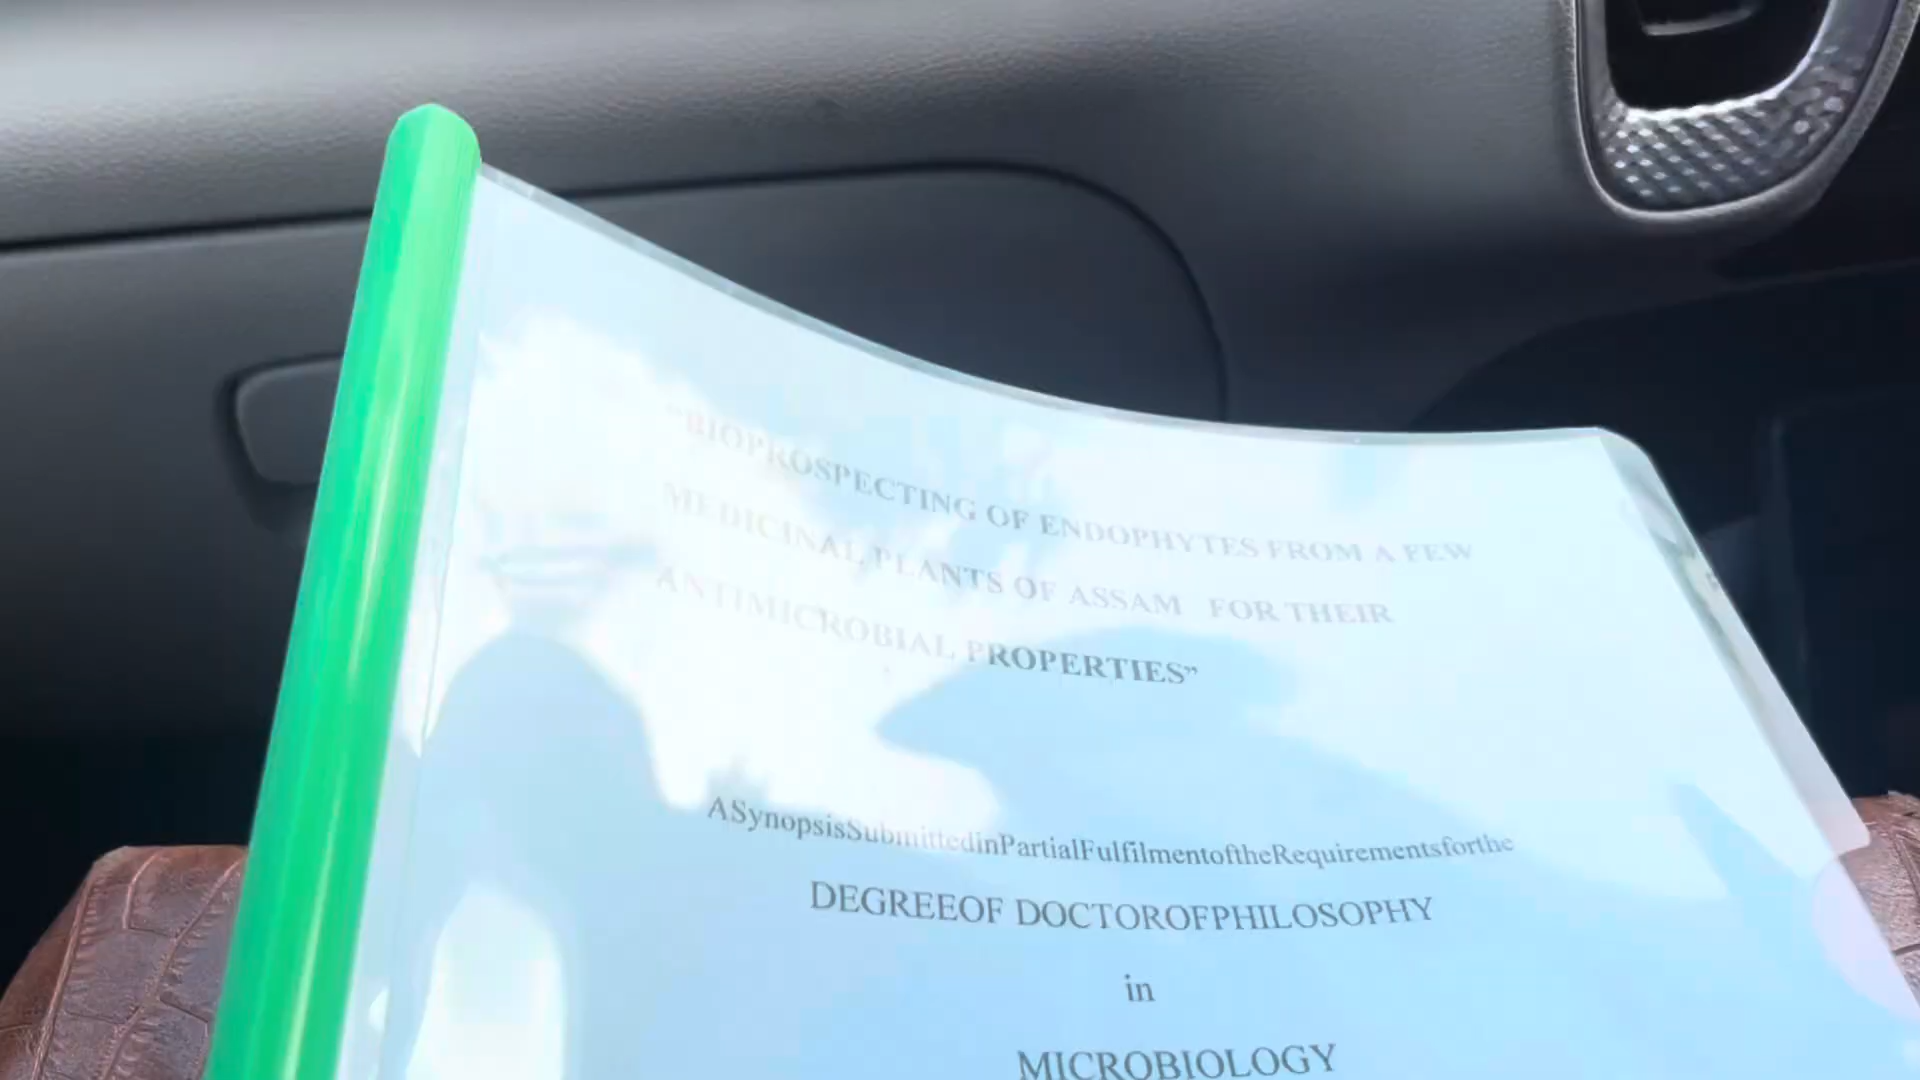 "BIOPROSPECTING OF ENDOPHYTES FROM A FEW
MEDICINAL PLANTS OF ASSAM FOR THEIR
ANTIMICROBIAL PROPERTIES"
ASynopsisSubmittedinPartialFulfilmentoftheRequirementsforthe
DEGREEOF DOCTOROFPHILOSOPHY
in
MICROBIOLOGY